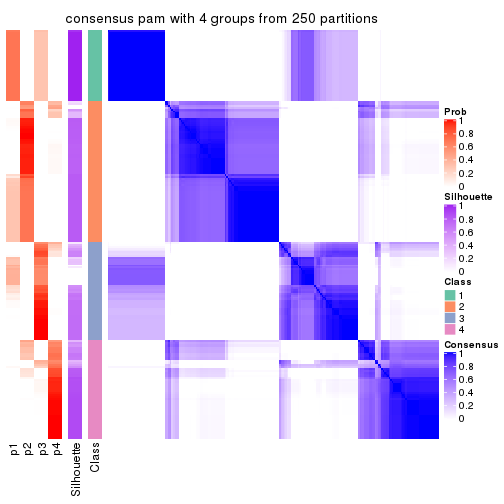 consensus pam with 4 groups from 250 partitions
Prob
1
0.8
0.6
0.4
0.2
0
Silhouette
1
0.8
0.6
0.4
0.2
0
Class
1
2
3
4
Consensus
1
0.8
0.6
0.4
0.2
0
p1
p2
p3
p4
Silhouette
Class